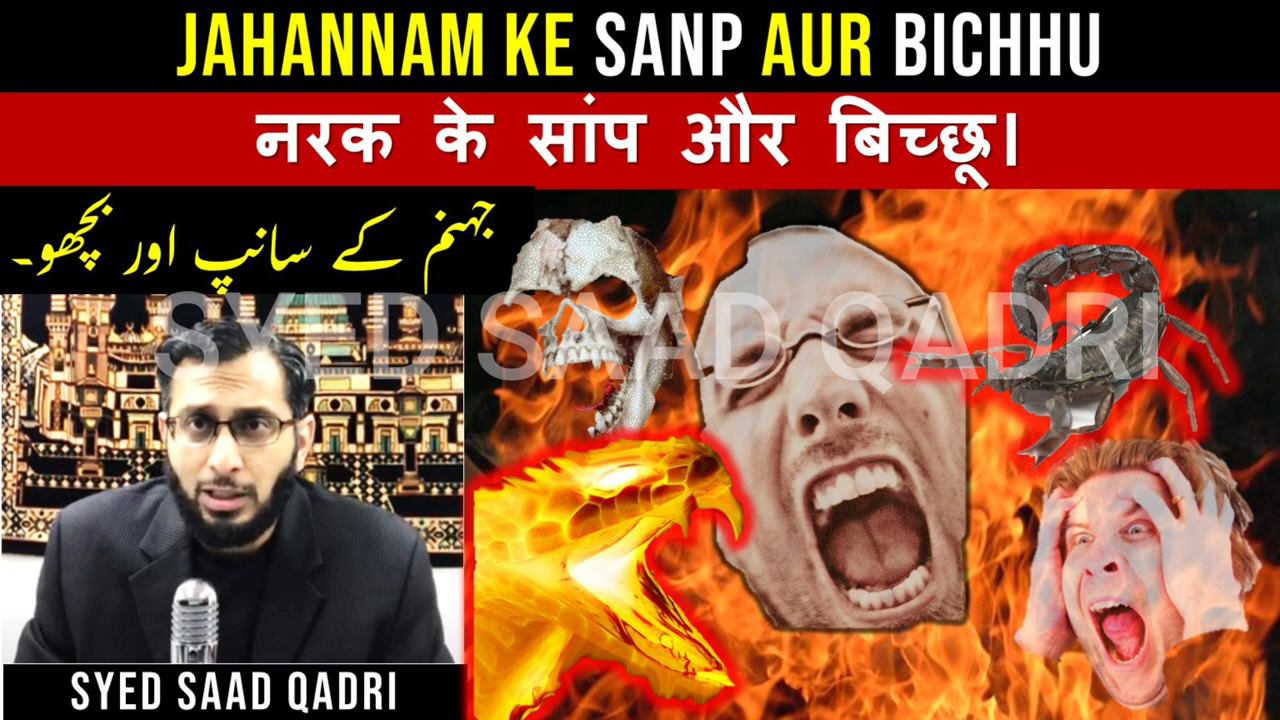 JAHANNAM KE SANP AUR BICHHU
नरक के सांप और बिच्छू।
جہنم کے سانپ اور بچھو۔
SYED SAAD QADRI
SYED SAAD QADRI